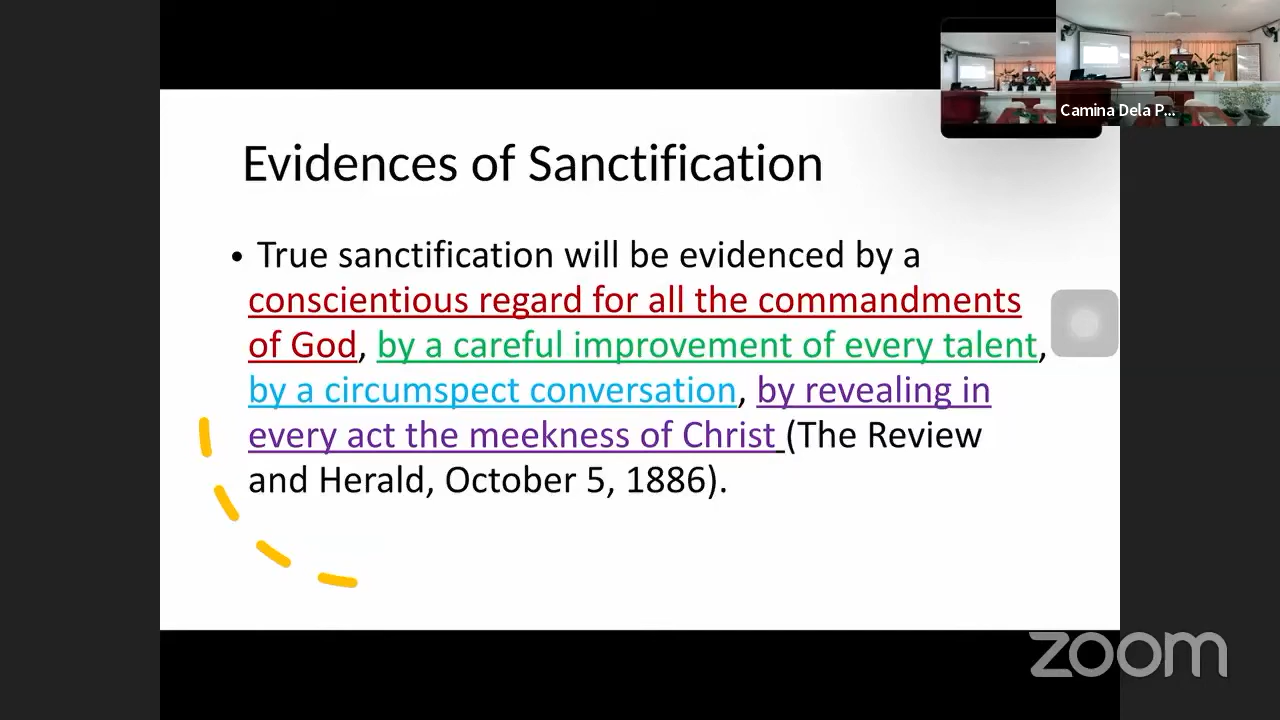 Camina Dela P...
Evidences of Sanctification
• True sanctification will be evidenced by a
conscientious regard for all the commandments
of God, by a careful improvement of every talent,
by a circumspect conversation, by revealing in
every act the meekness of Christ (The Review
and Herald, October 5, 1886).
zoom